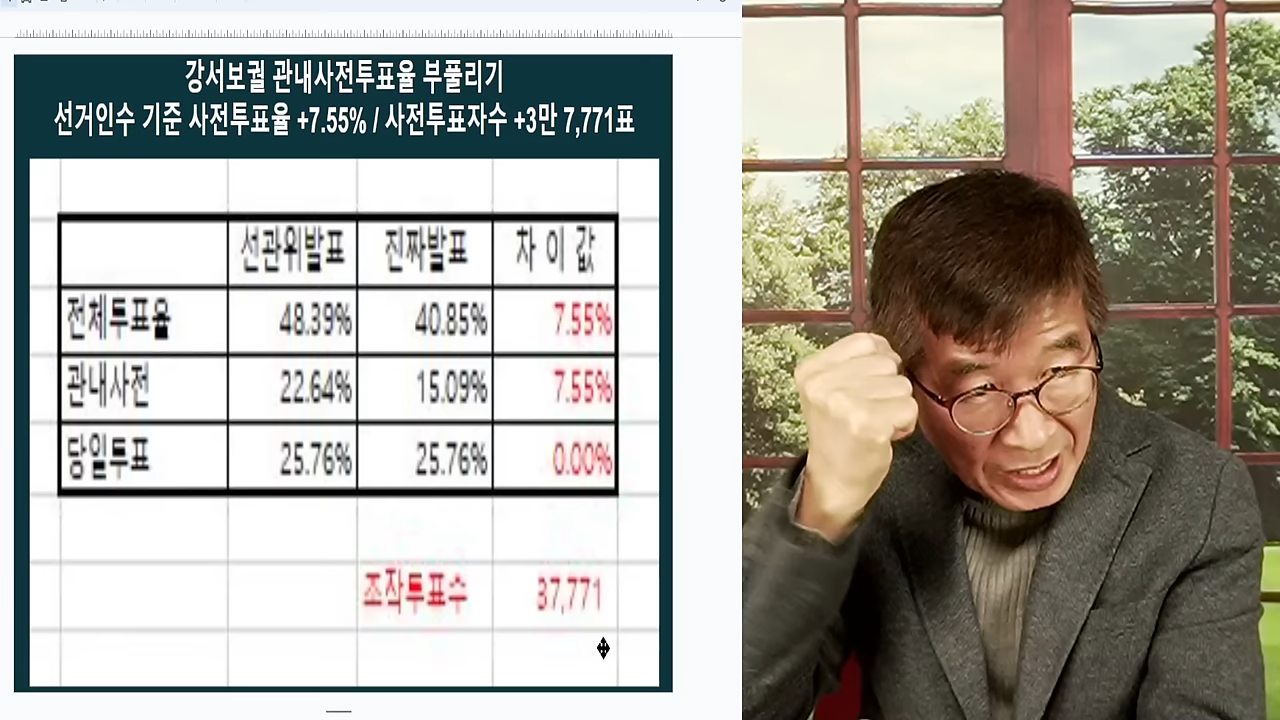 강서보궐 관내사전투표율 부풀리기
선거인수 기준 사전투표율 +7.55% / 사전투표자수 +3만 7,771표
선관위발표 진짜발표 차 이 값
전체투표율 48.39% 40.85% 7.55%
관내사전 22.64% 15.09% 7.55%
당일투표 25.76% 25.76% 0.00%
조작투표수 37,771